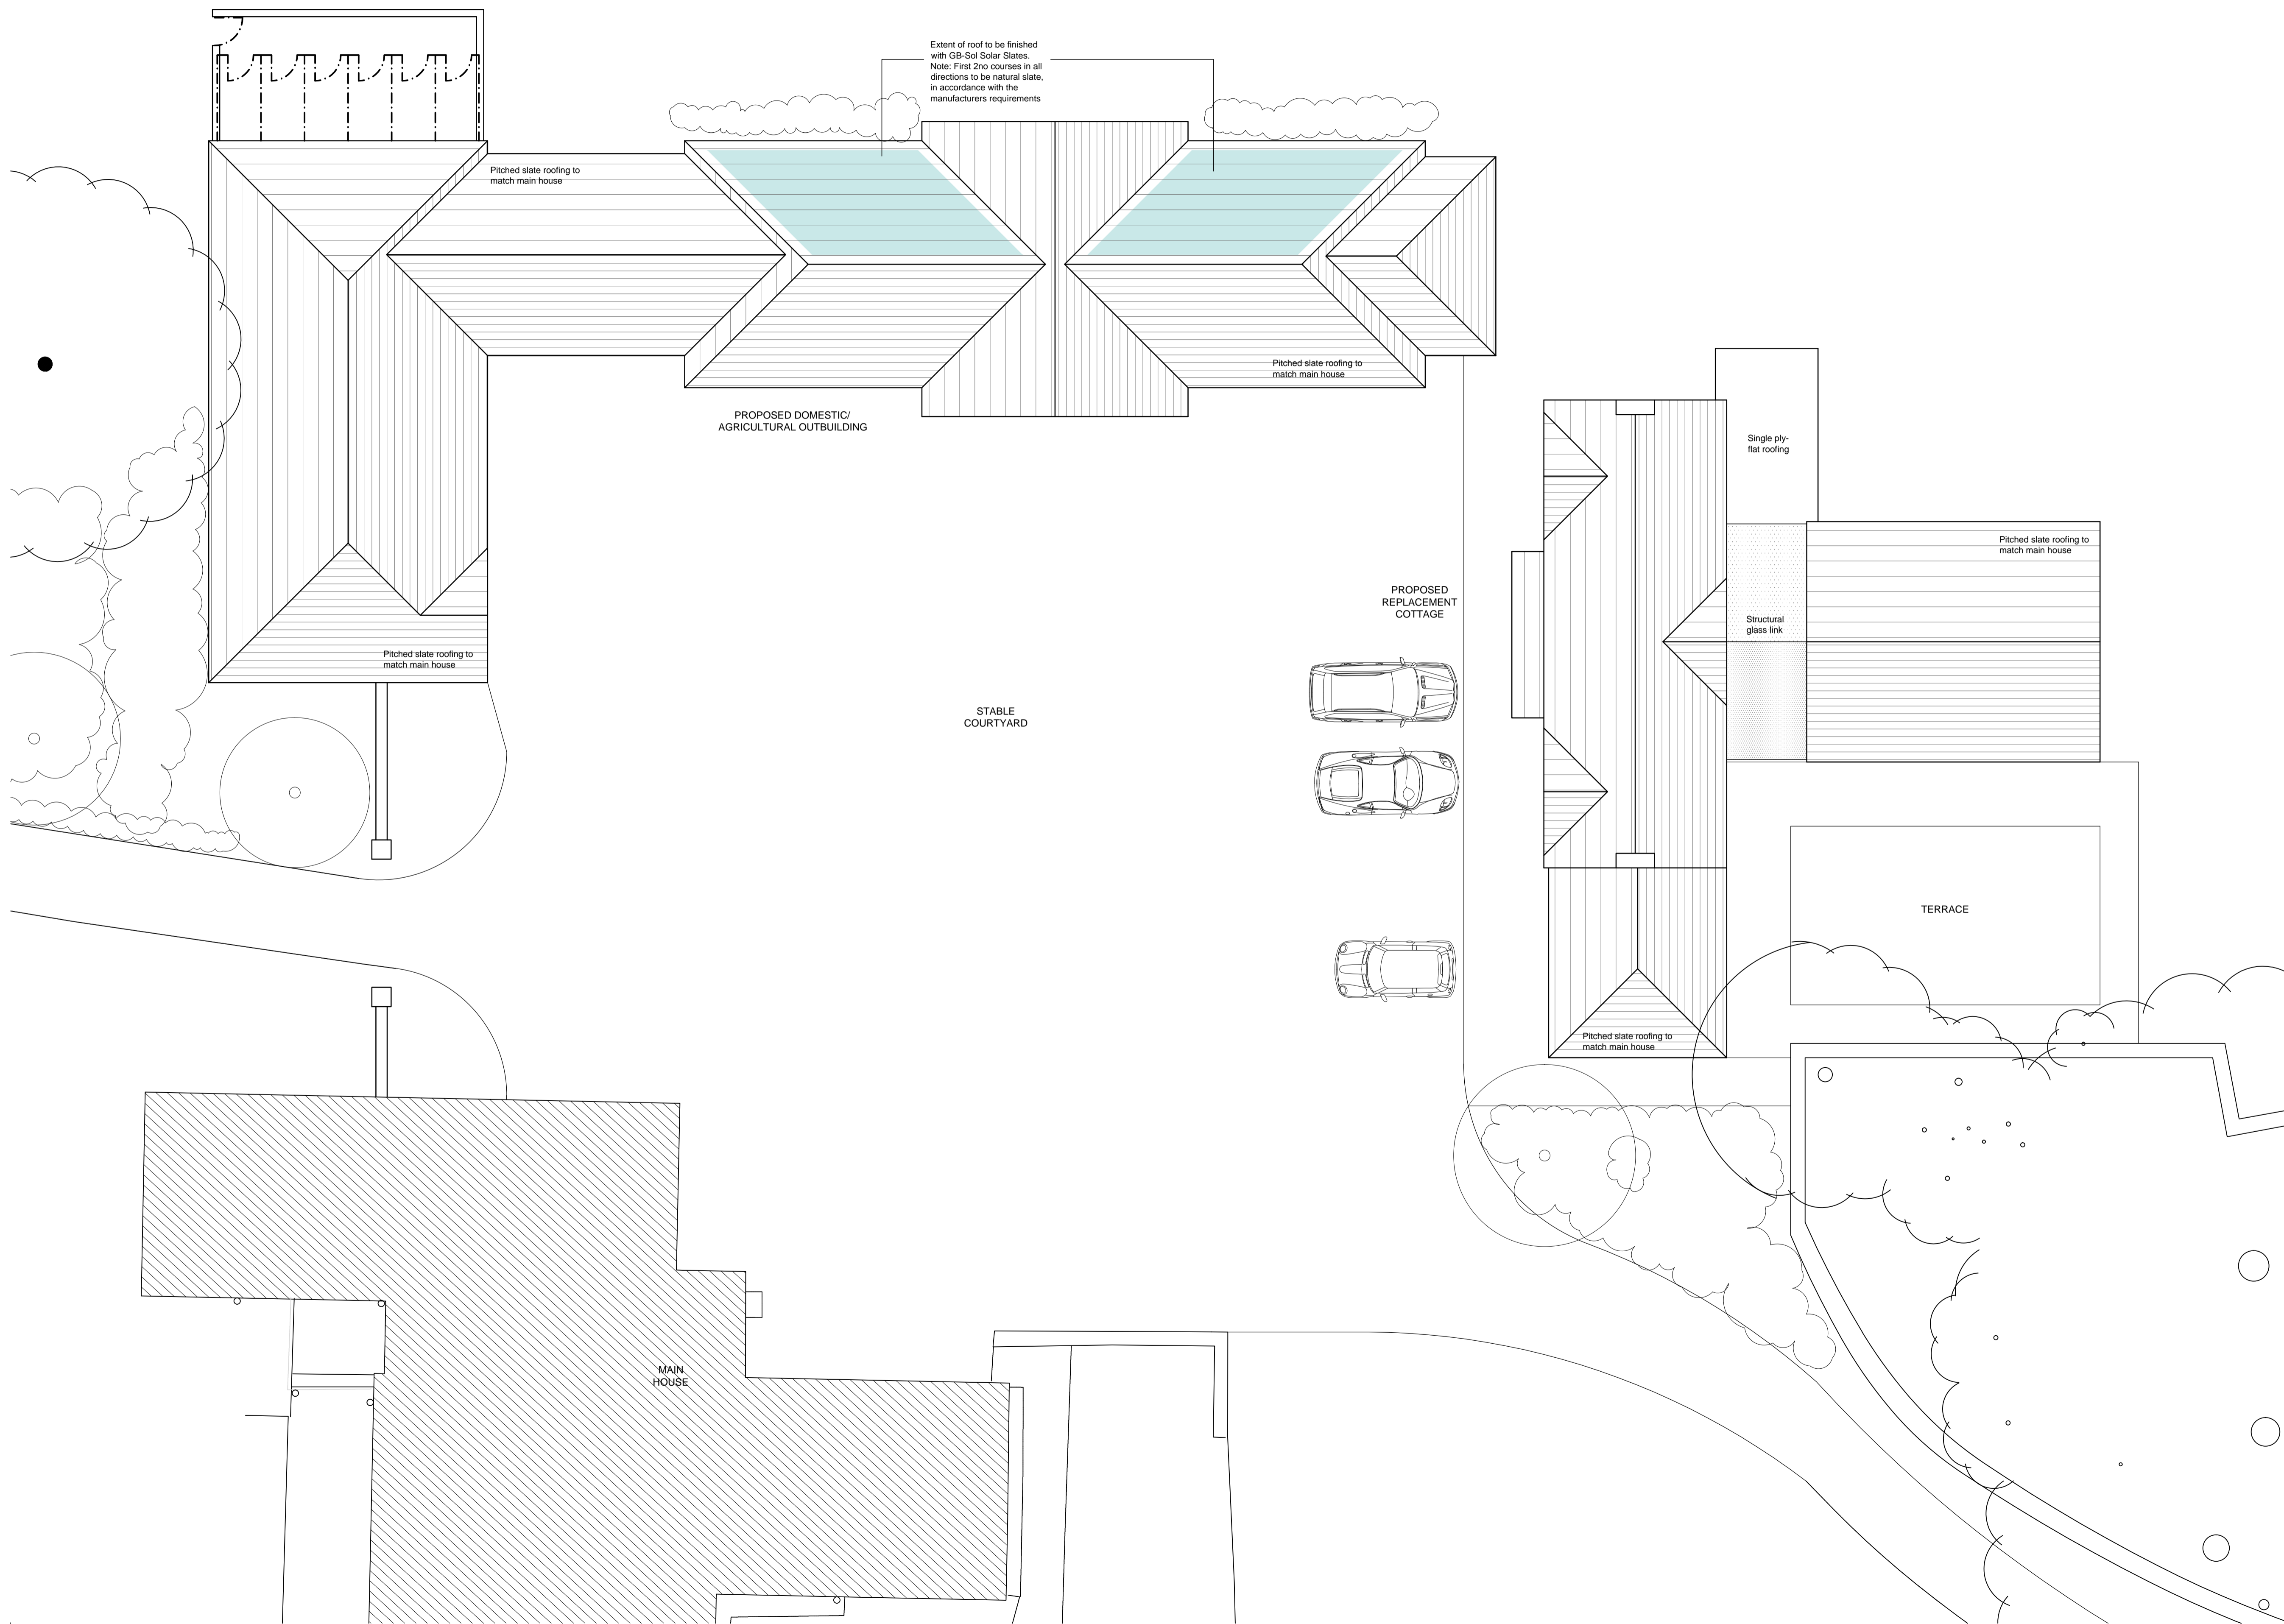 Extent of roof to be finished
with GB-Sol Solar Slates.
Note: First 2no courses in all
directions to be natural slate,
in accordance with the
manufacturers requirements
Pitched slate roofing to
match main house
Pitched slate roofing to
match main house
PROPOSED DOMESTIC/
AGRICULTURAL OUTBUILDING
Single ply-
flat roofing
Pitched slate roofing to
match main house
PROPOSED
REPLACEMENT
COTTAGE
Structural
glass link
Pitched slate roofing to
match main house
STABLE
COURTYARD
TERRACE
Pitched slate roofing to
match main house
MAIN
HOUSE